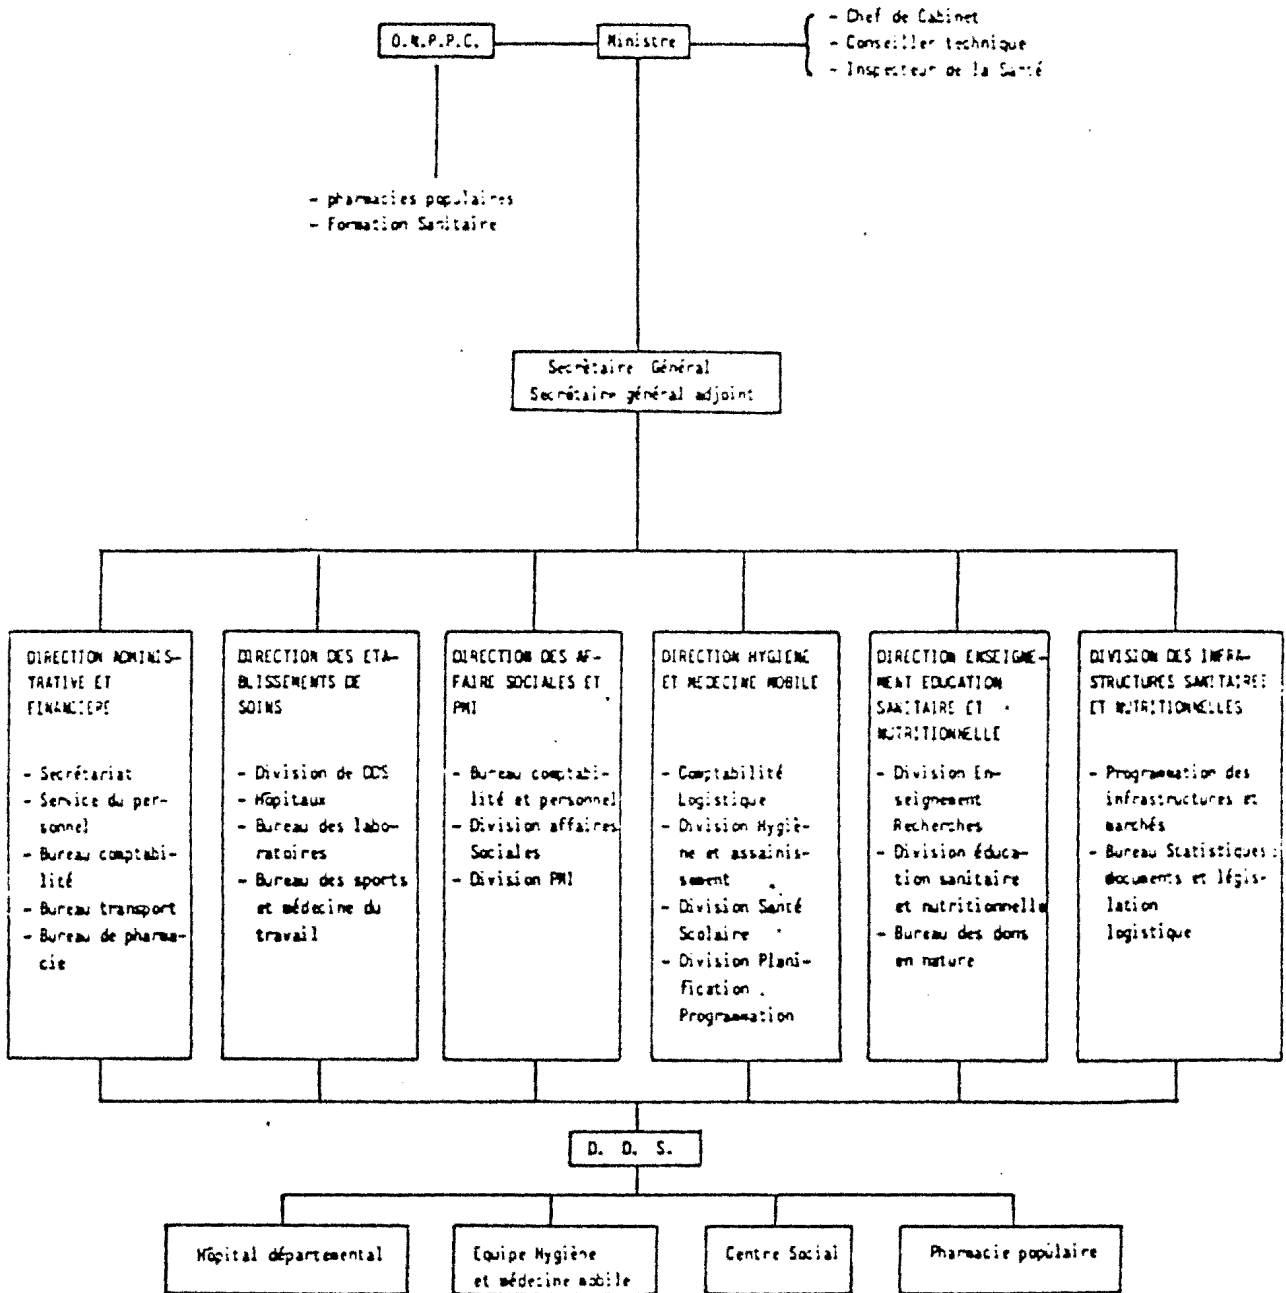 O.N.P.P.C.
Ministre
- Chef de Cabinet
- Conseiller technique
- Inspecteur de la Santé
- pharmacies populaires
- Formation Sanitaire
Secrétaire Général
Secrétaire général adjoint
DIRECTION ADMINIS-
TRATIVE ET
FINANCIERE
- Secrétariat
- Service du per-
sonnel
- Bureau comptabi-
lité
- Bureau transport
- Bureau de pharma-
cie
DIRECTION DES ETA-
BLISSEMENTS DE
SOINS
- Division de
- Hôpitaux
- Bureau des labo-
ratoires
- Bureau des sports
et médecine du
travail
DIRECTION DES AF-
FAIRE SOCIALES ET
PMI
- Bureau comptabi-
lité et personnel
- Division affaires
Sociales
- Division PMI
DIRECTION HYGIENE
ET MEDECINE MOBILE
- Comptabilité
Logistique
- Division Hygiè-
ne et assainis-
sement
- Division Santé
Scolaire
- Division Plani-
fication
Programmation
DIRECTION ENSEIGNE-
MENT EDUCATION
SANITAIRE ET
NUTRITIONNELLE
- Division En-
seignement
Recherches
- Division éduca-
tion sanitaire
et nutritionnelle
- Bureau des dons
en nature
DIVISION DES INFRA-
STRUCTURES SANITAIRES
ET NUTRITIONNELLES
- Programmation des
infrastructures et
marchés
- Bureau Statistiques:
documents et légis-
lation
logistique
D. D. S.
Hôpital départemental
Equipe Hygiène
et médecine mobile
Centre Social
Pharmacie populaire